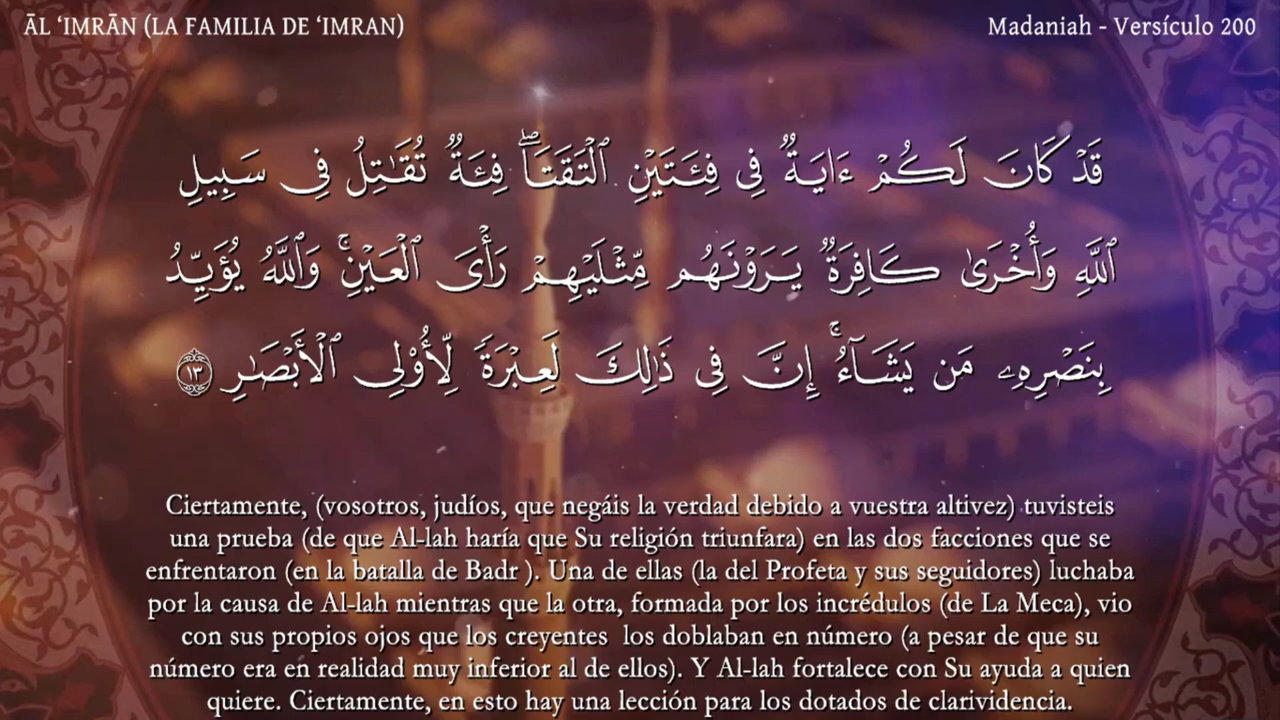 ĀL ‘IMRĀN (LA FAMILIA DE ‘IMRAN)
Madaniah - Versículo 200
قَدْ كَانَ لَكُمْ ءَايَةٌ فِى فِئَتَيْنِ ٱلْتَقَتَا ۖ فِئَةٌ تُقَـٰتِلُ فِى سَبِيلِ
ٱللَّهِ وَأُخْرَىٰ كَافِرَةٌ يَرَوْنَهُم مِّثْلَيْهِمْ رَأْىَ ٱلْعَيْنِ ۚ وَٱللَّهُ يُؤَيِّدُ
بِنَصْرِهِۦ مَن يَشَآءُ ۚ إِنَّ فِى ذَٰلِكَ لَعِبْرَةً لِّأُو۟لِى ٱلْأَبْصَـٰرِ ١٣
Ciertamente, (vosotros, judíos, que negáis la verdad debido a vuestra altivez) tuvisteis
una prueba (de que Al-lah haría que Su religión triunfara) en las dos facciones que se
enfrentaron (en la batalla de Badr ). Una de ellas (la del Profeta y sus seguidores) luchaba
por la causa de Al-lah mientras que la otra, formada por los incrédulos (de La Meca), vio
con sus propios ojos que los creyentes  los doblaban en número (a pesar de que su
número era en realidad muy inferior al de ellos). Y Al-lah fortalece con Su ayuda a quien
quiere. Ciertamente, en esto hay una lección para los dotados de clarividencia.